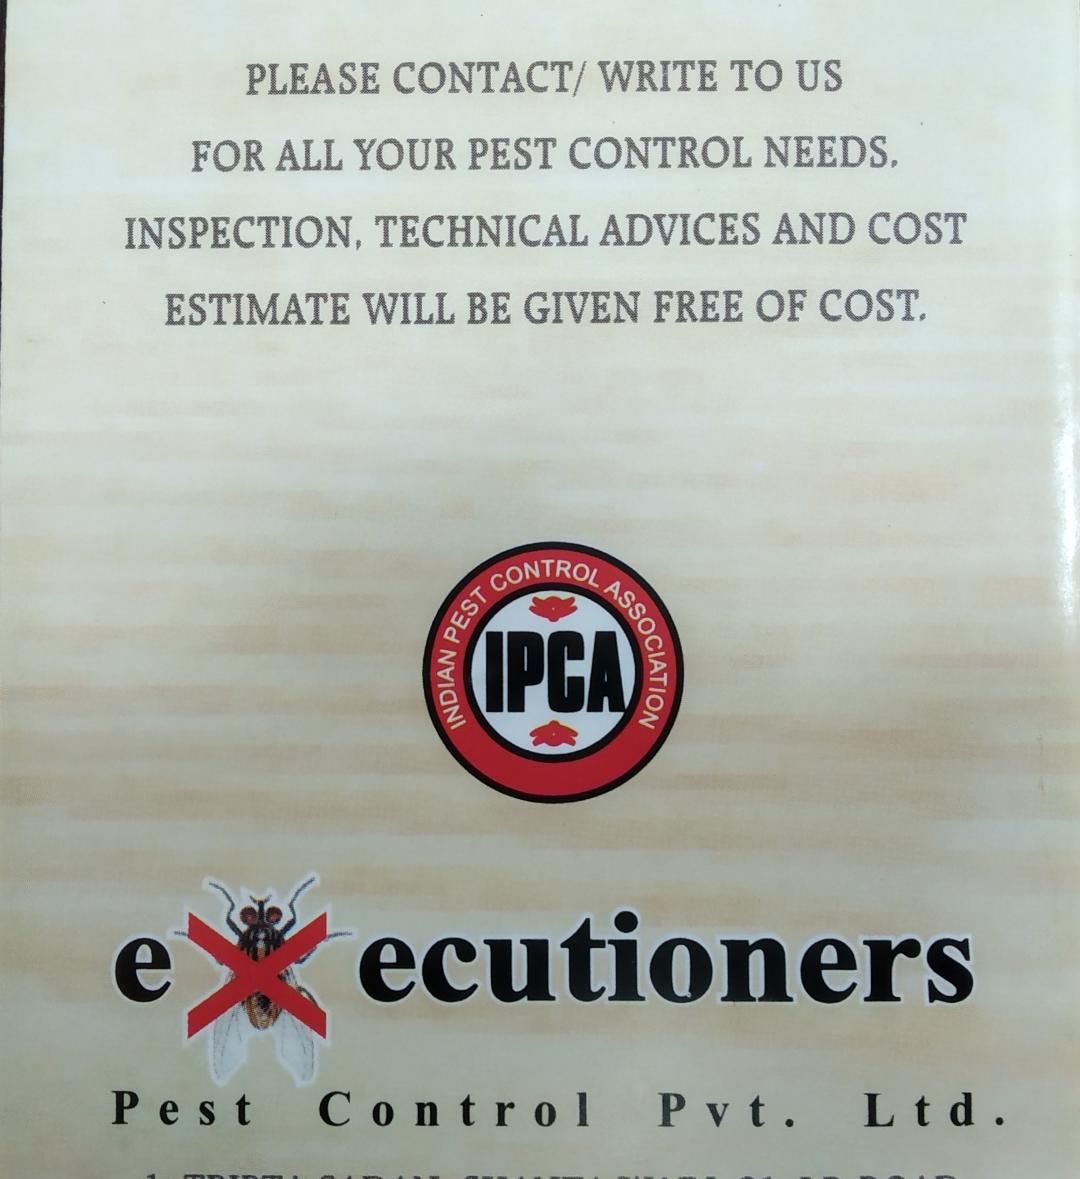 PLEASE CONTACT/ WRITE TO US
FOR ALL YOUR PEST CONTROL NEEDS.
INSPECTION, TECHNICAL ADVICES AND COST
ESTIMATE WILL BE GIVEN FREE OF COST.
INDIAN PEST CONTROL ASSOCIATION
IPCA
eXecutioners
Pest Control Pvt. Ltd.